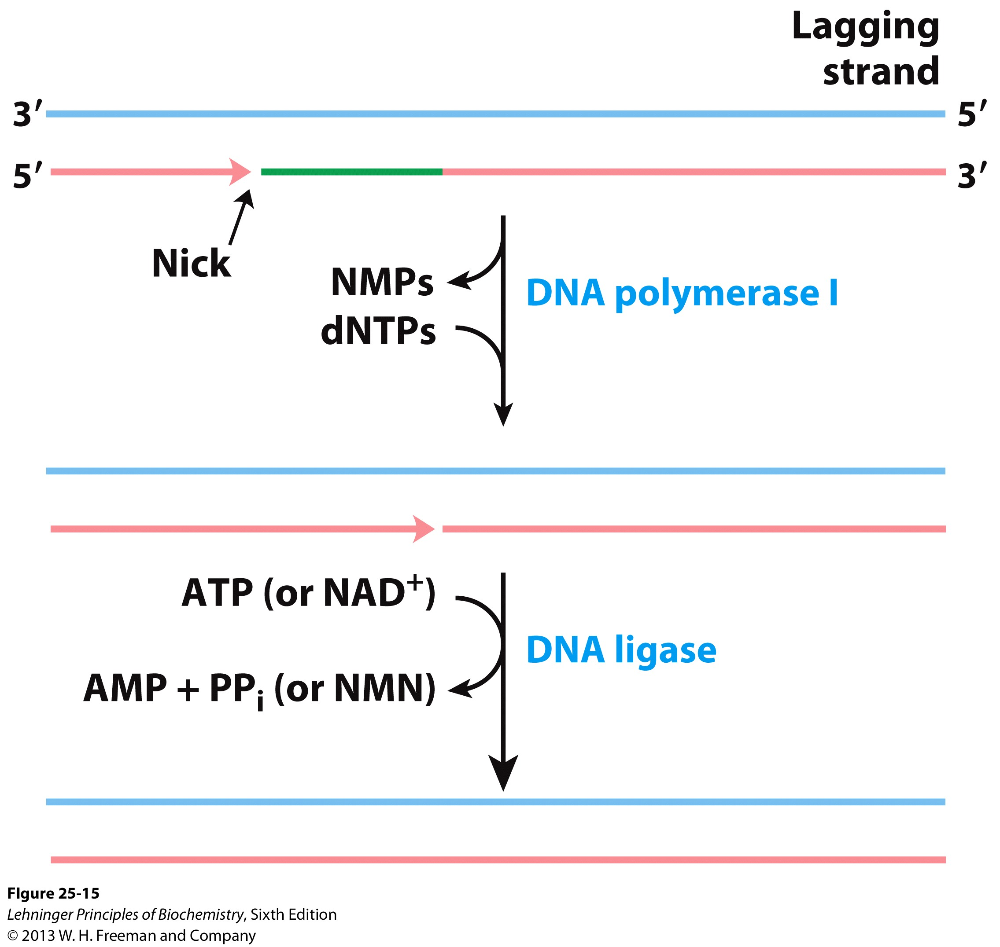 Lagging
strand
3′ 5′
5′ 3′
Nick
NMPs
DNA polymerase I
dNTPs
ATP (or NAD⁺)
DNA ligase
AMP + PPᵢ (or NMN)
FIgure 25-15
Lehninger Principles of Biochemistry, Sixth Edition
© 2013 W. H. Freeman and Company